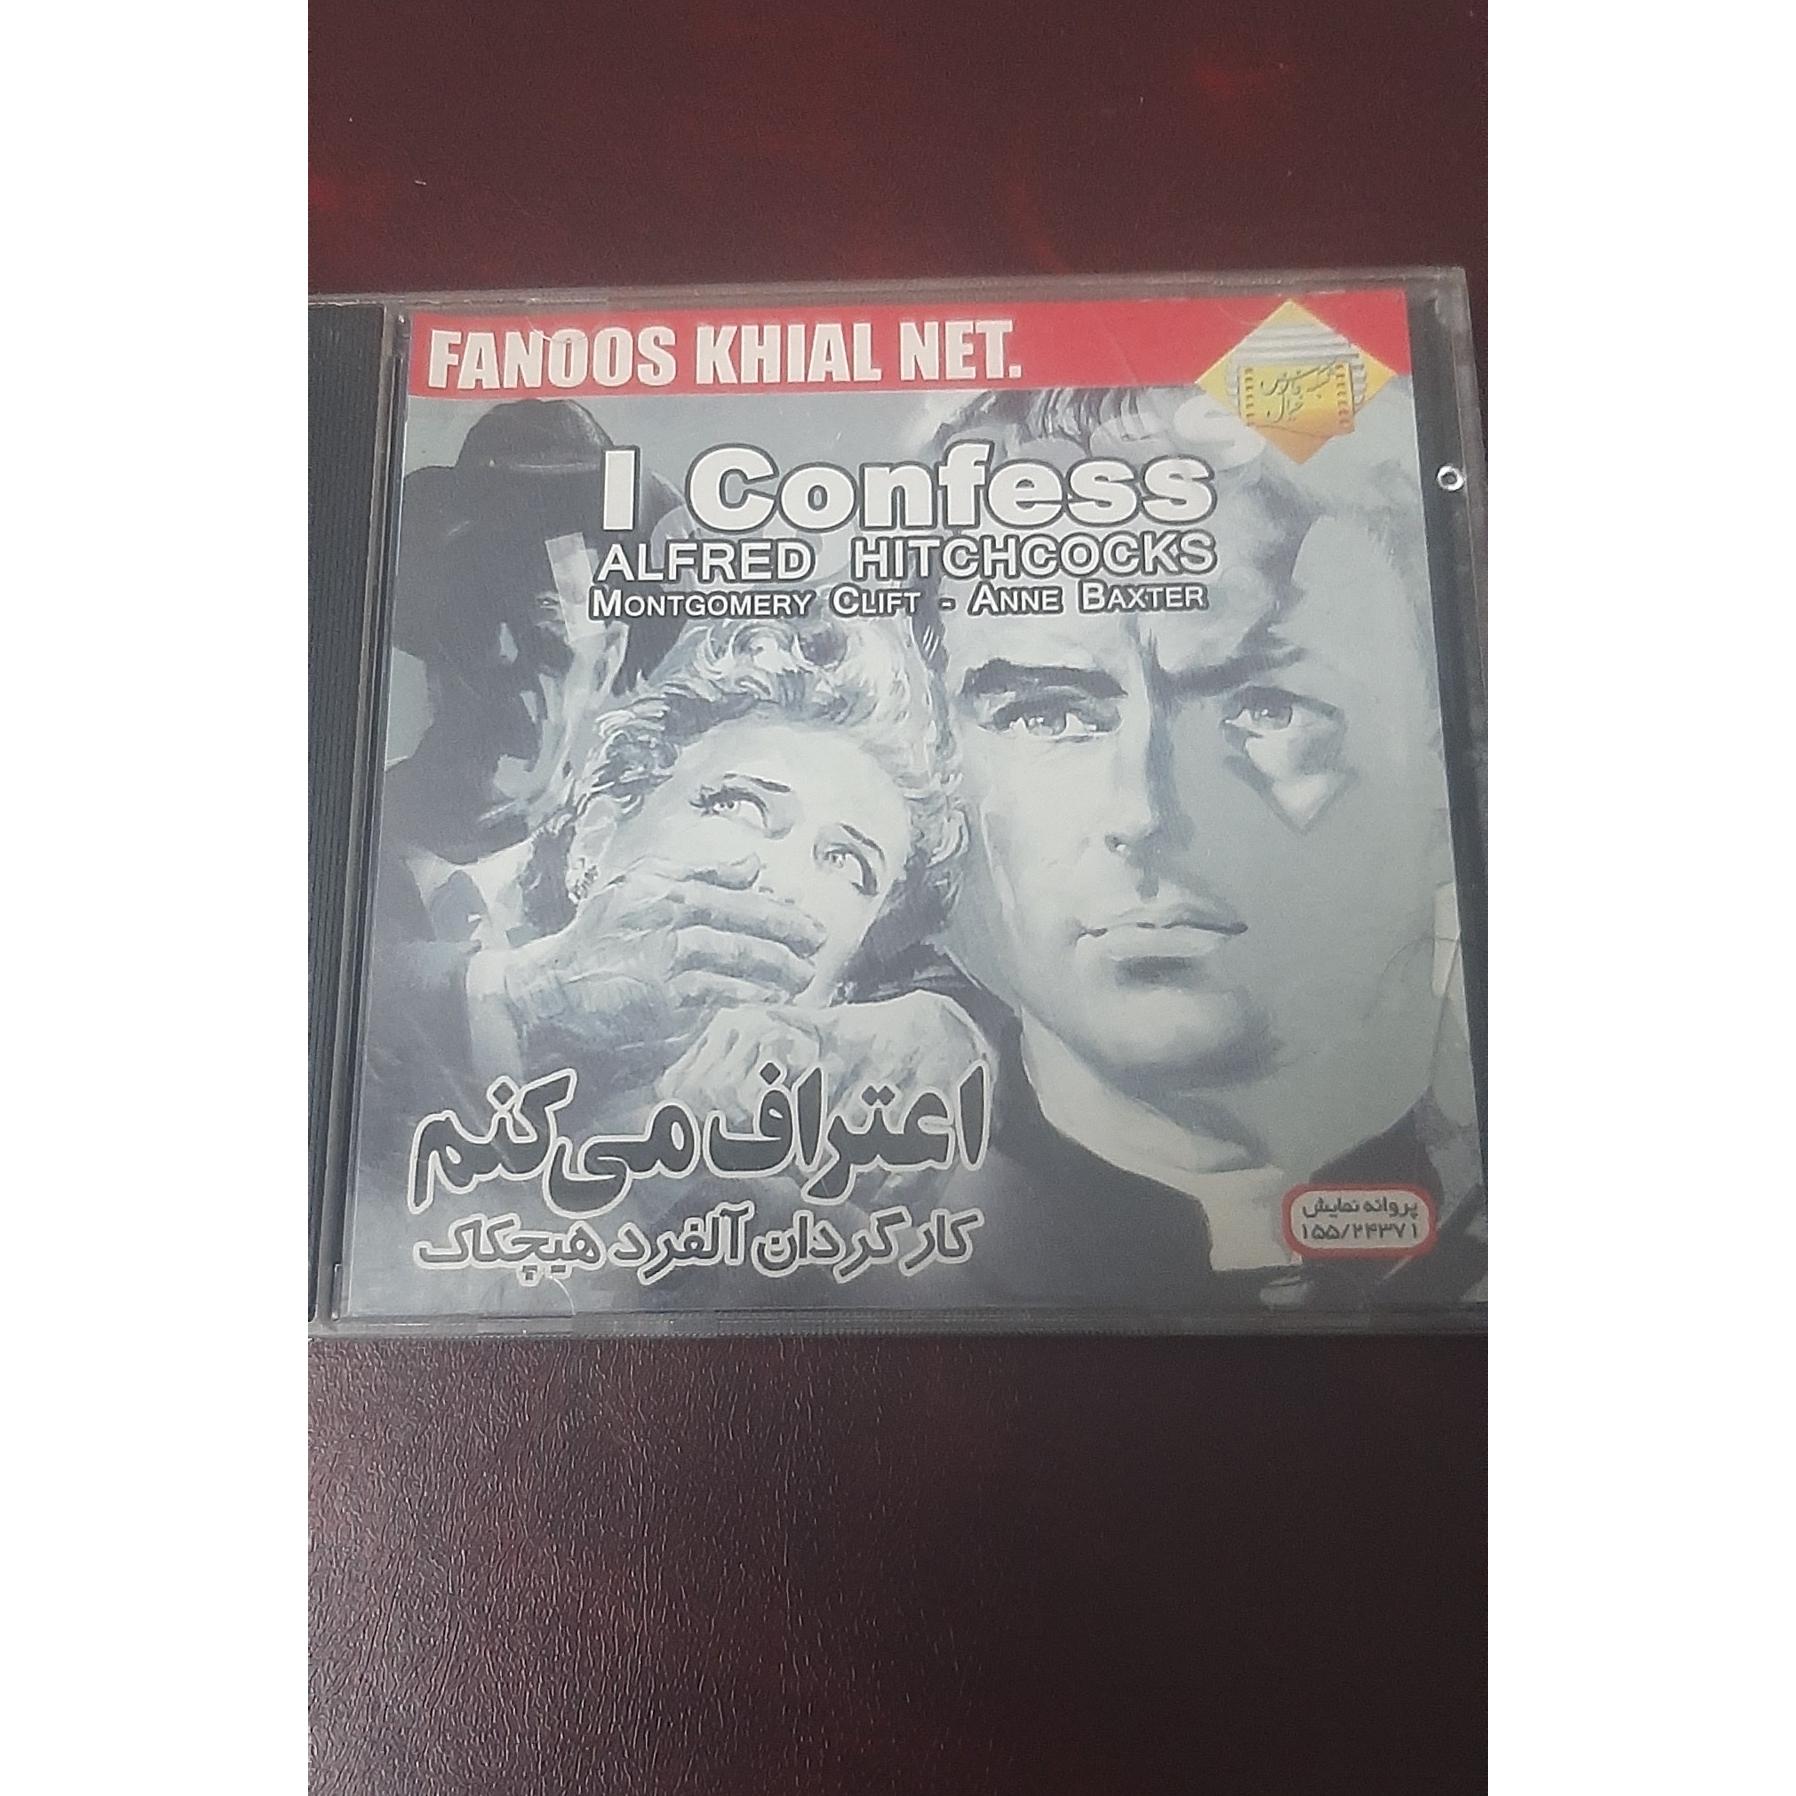 FANOOS KHIAL NET.
I Confess
ALFRED HITCHCOCKS
MONTGOMERY CLIFT - ANNE BAXTER
اعتراف می‌کنم
کارگردان آلفرد هیچکاک
پروانه نمایش
۱۵۵/۲۴۳۷۱